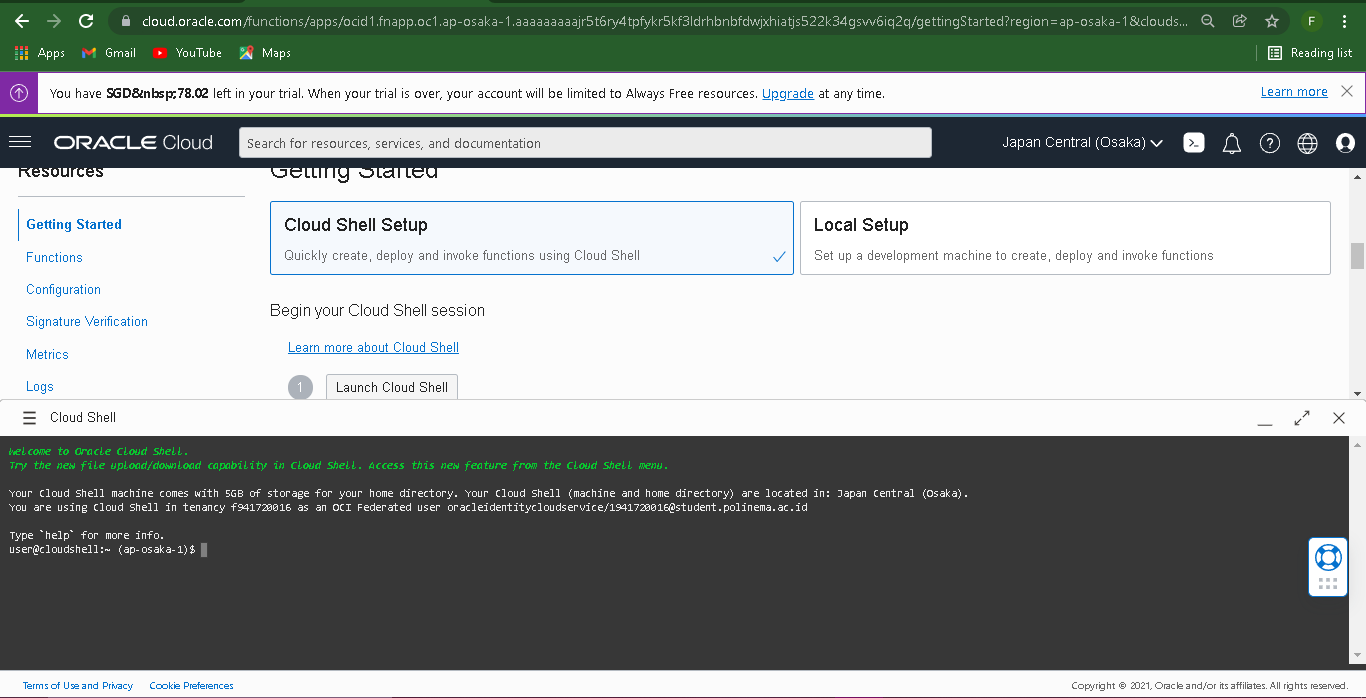 cloud.oracle.com/functions/apps/ocid1.fnapp.oc1.ap-osaka-1.aaaaaaaaajr5t6ry4tpfykr5kf3ldrhbnbfdwjxhiatjs522k34gsvv6iq2q/gettingStarted?region=ap-osaka-1&clouds...
F
Apps Gmail YouTube Maps Reading list
You have SGD&nbsp;78.02 left in your trial. When your trial is over, your account will be limited to Always Free resources. Upgrade at any time. Learn more
ORACLE Cloud Search for resources, services, and documentation Japan Central (Osaka)
Resources
Getting Started
Functions
Configuration
Signature Verification
Metrics
Logs
Getting Started
Cloud Shell Setup
Quickly create, deploy and invoke functions using Cloud Shell
Local Setup
Set up a development machine to create, deploy and invoke functions
Begin your Cloud Shell session
Learn more about Cloud Shell
1 Launch Cloud Shell
Cloud Shell
Welcome to Oracle Cloud Shell.
Try the new file upload/download capability in Cloud Shell. Access this new feature from the Cloud Shell menu.
Your Cloud Shell machine comes with 5GB of storage for your home directory. Your Cloud Shell (machine and home directory) are located in: Japan Central (Osaka).
You are using Cloud Shell in tenancy f941720016 as an OCI Federated user oracleidentitycloudservice/1941720016@student.polinema.ac.id
Type `help` for more info.
user@cloudshell:~ (ap-osaka-1)$
Terms of Use and Privacy Cookie Preferences Copyright © 2021, Oracle and/or its affiliates. All rights reserved.